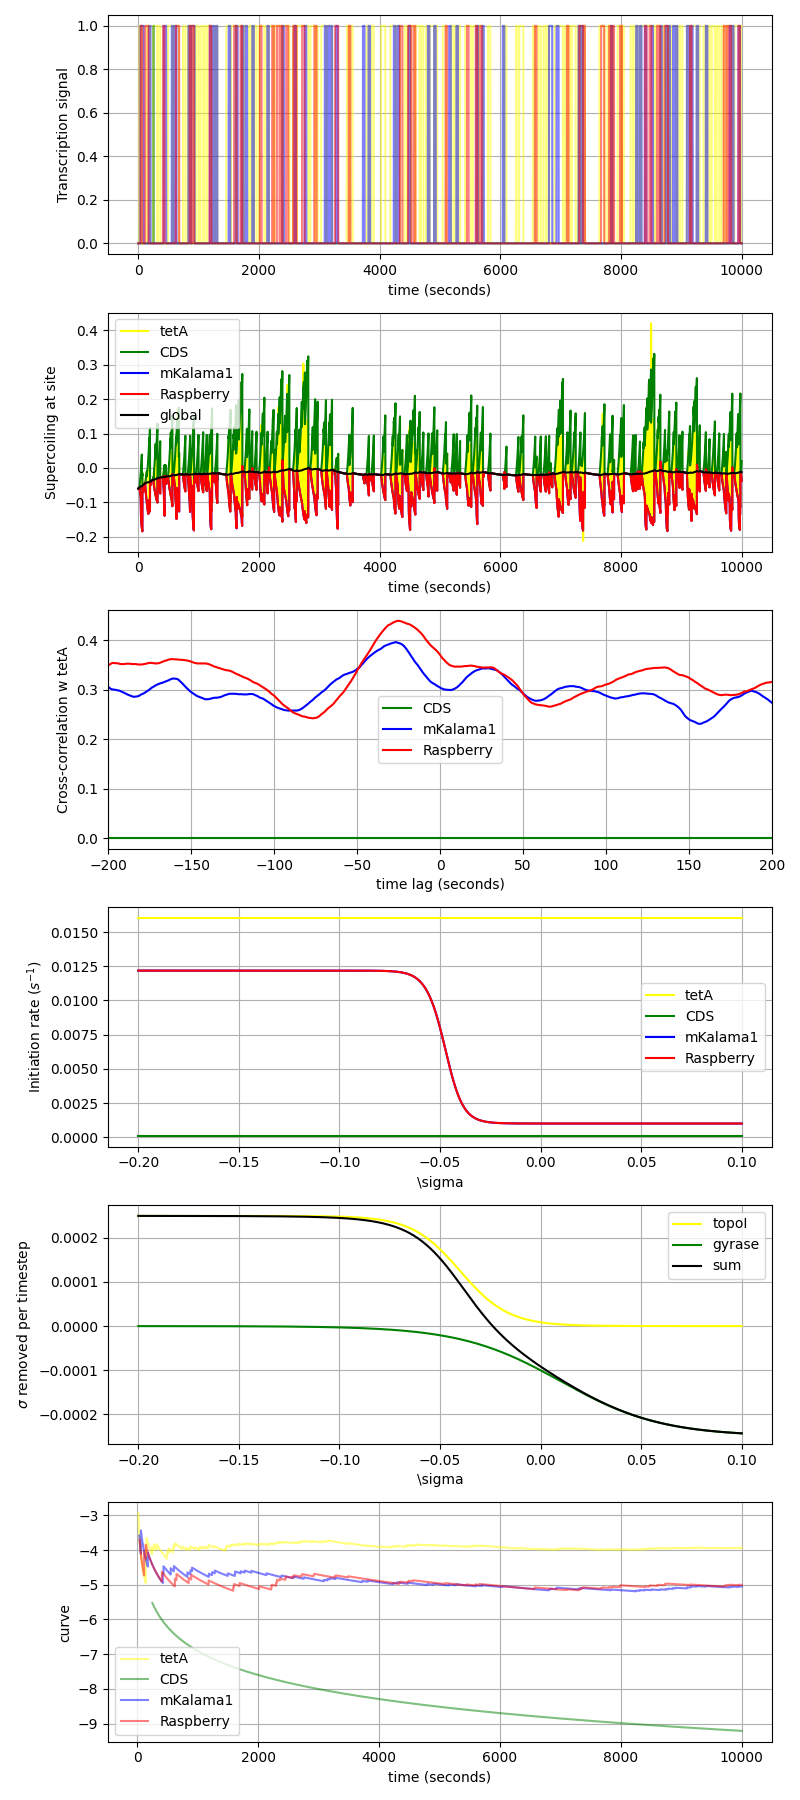 Transcription signal
1.0
0.8
0.6
0.4
0.2
0.0
0
2000
4000
6000
8000
10000
time (seconds)
Supercoiling at site
0.4
0.3
0.2
0.1
0.0
−0.1
−0.2
tetA
CDS
mKalama1
Raspberry
global
0
2000
4000
6000
8000
10000
time (seconds)
Cross-correlation w tetA
0.4
0.3
0.2
0.1
0.0
CDS
mKalama1
Raspberry
−200
−150
−100
−50
0
50
100
150
200
time lag (seconds)
Initiation rate (s⁻¹)
0.0150
0.0125
0.0100
0.0075
0.0050
0.0025
0.0000
tetA
CDS
mKalama1
Raspberry
−0.20
−0.15
−0.10
−0.05
0.00
0.05
0.10
\sigma
σ removed per timestep
0.0002
0.0001
0.0000
−0.0001
−0.0002
topoI
gyrase
sum
−0.20
−0.15
−0.10
−0.05
0.00
0.05
0.10
\sigma
curve
−3
−4
−5
−6
−7
−8
−9
tetA
CDS
mKalama1
Raspberry
0
2000
4000
6000
8000
10000
time (seconds)